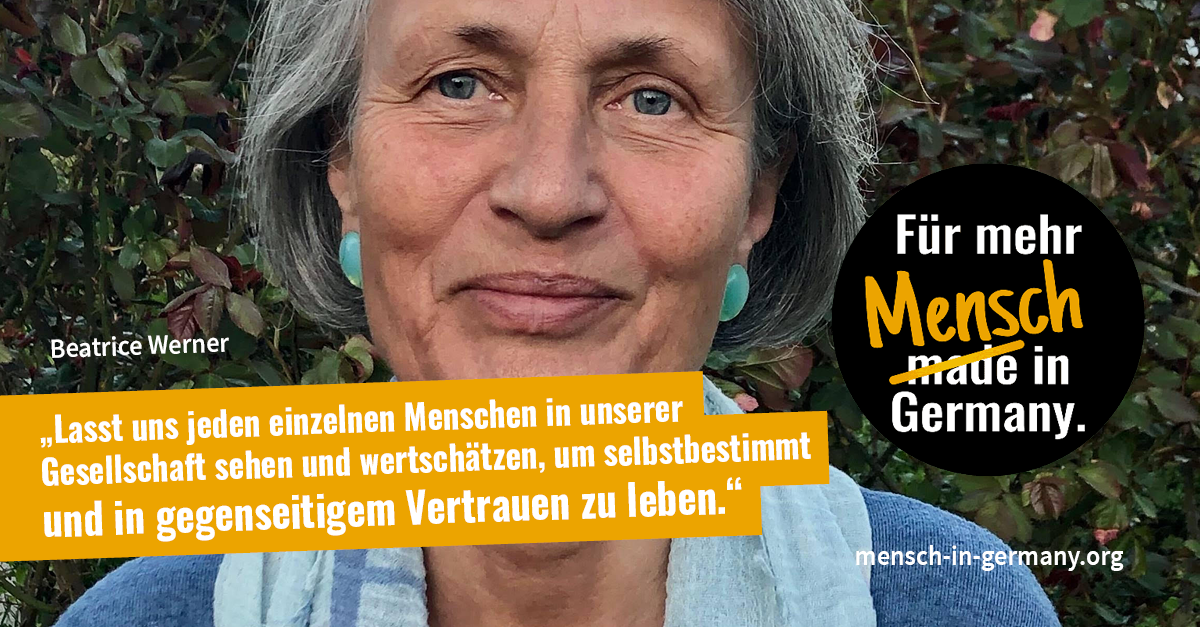 Beatrice Werner
„Lasst uns jeden einzelnen Menschen in unserer
Gesellschaft sehen und wertschätzen, um selbstbestimmt
und in gegenseitigem Vertrauen zu leben.“
Für mehr
Mensch
made in
Germany.
mensch-in-germany.org